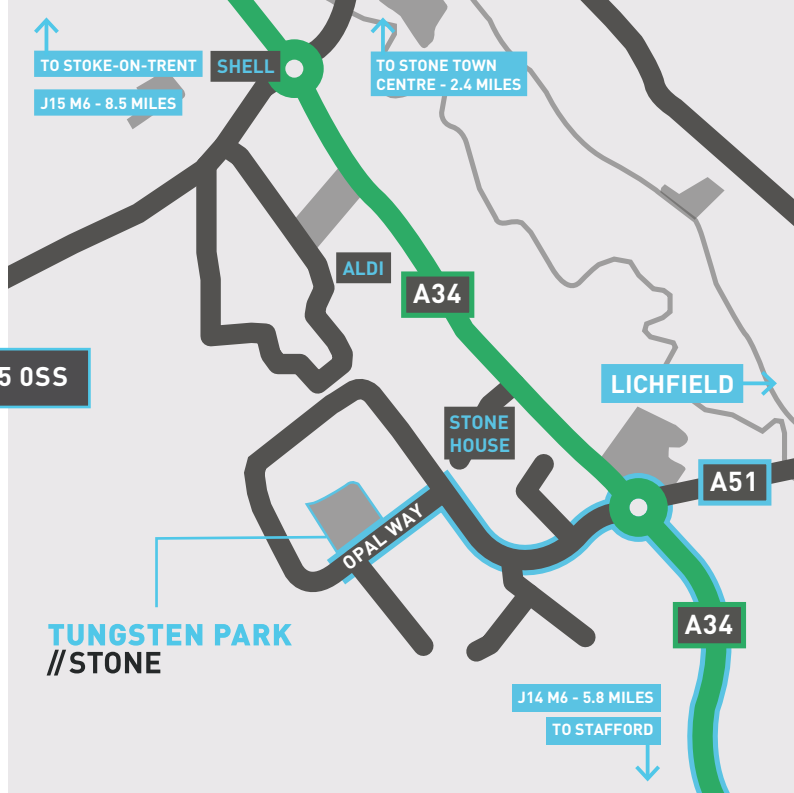 TO STOKE-ON-TRENT
J15 M6 - 8.5 MILES
SHELL
TO STONE TOWN
CENTRE - 2.4 MILES
ALDI
A34
5 0SS
LICHFIELD
STONE
HOUSE
A51
OPAL WAY
TUNGSTEN PARK
//STONE
A34
J14 M6 - 5.8 MILES
TO STAFFORD